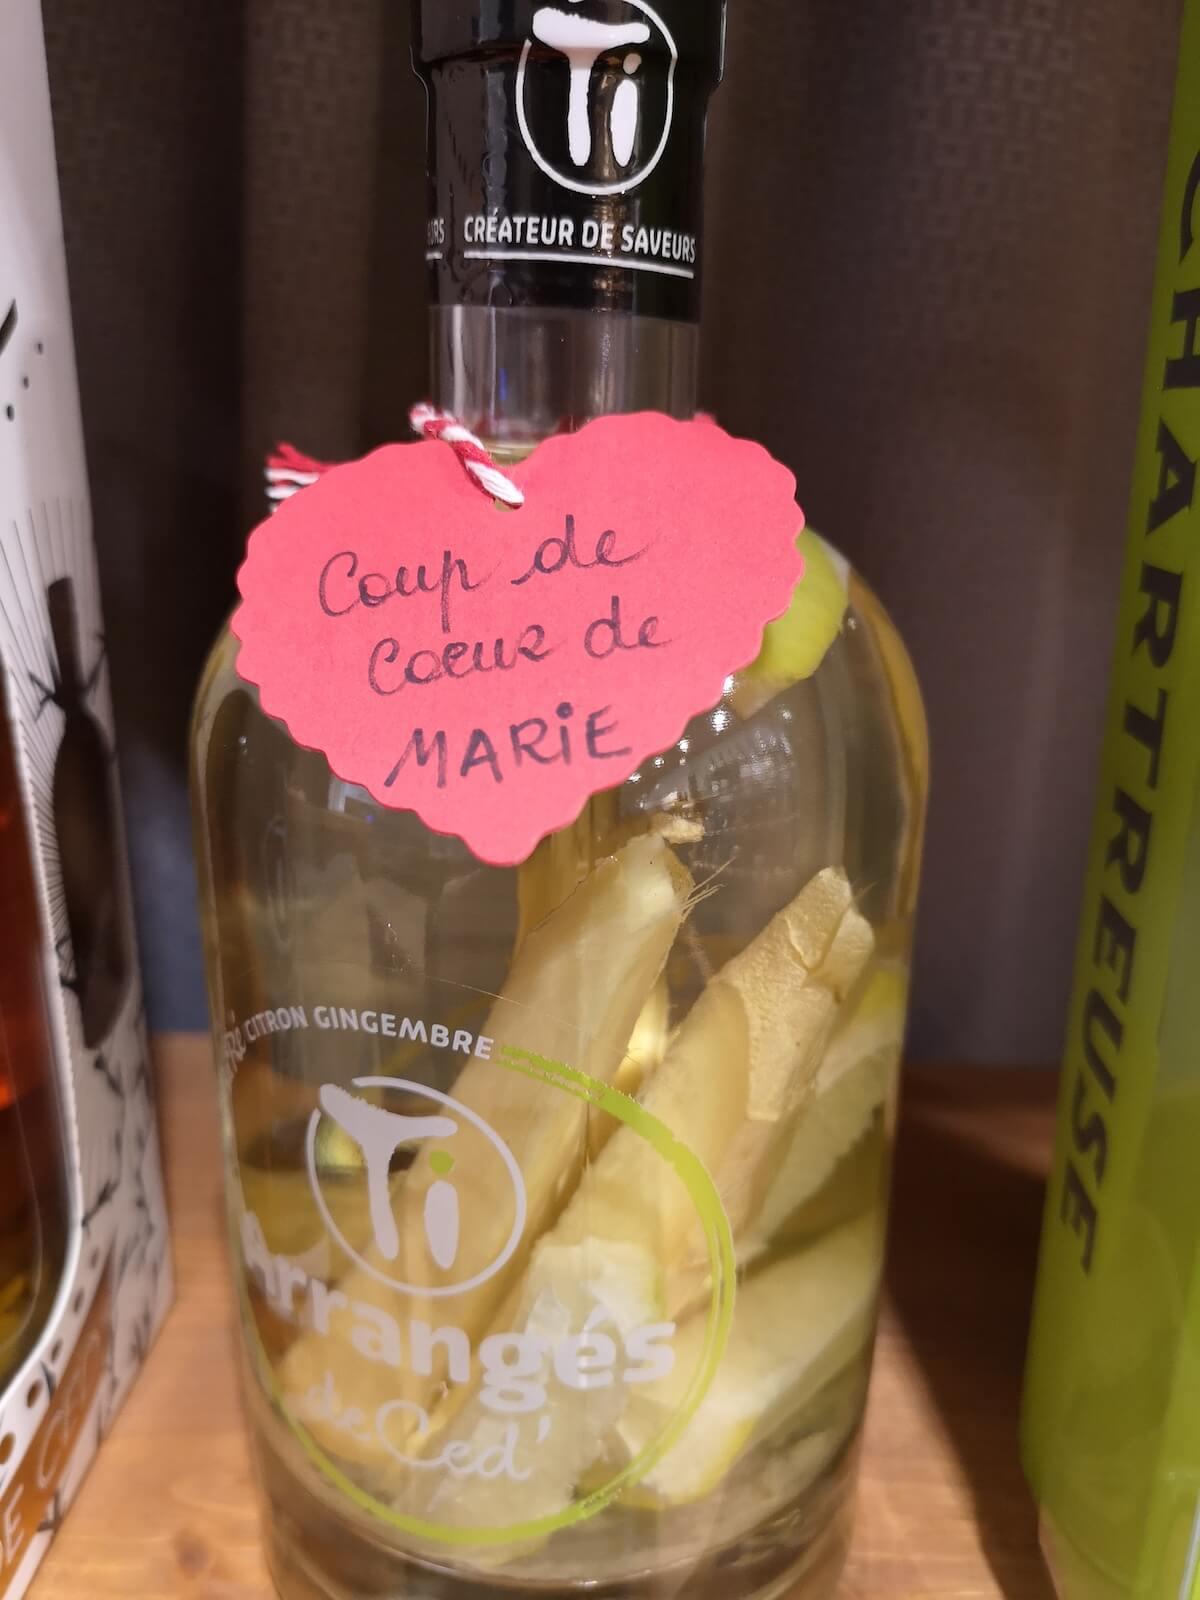 Ti
CRÉATEUR DE SAVEURS
Coup de
Coeur de
MARIE
CITRON GINGEMBRE
Ti
Arrangés
de Ced'
CHARTREUSE